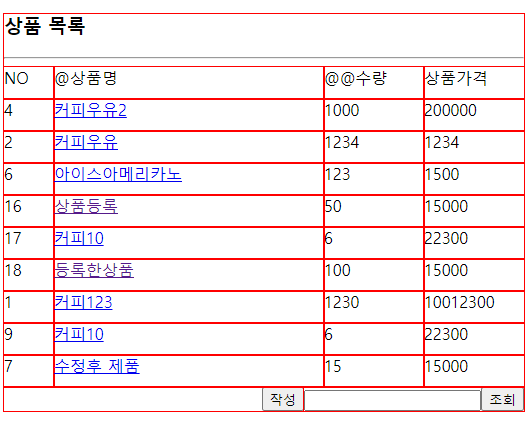 상품 목록
NO @상품명 @@수량 상품가격
4 커피우유2 1000 200000
2 커피우유 1234 1234
6 아이스아메리카노 123 1500
16 상품등록 50 15000
17 커피10 6 22300
18 등록한상품 100 15000
1 커피123 1230 10012300
9 커피10 6 22300
7 수정후 제품 15 15000
작성 조회